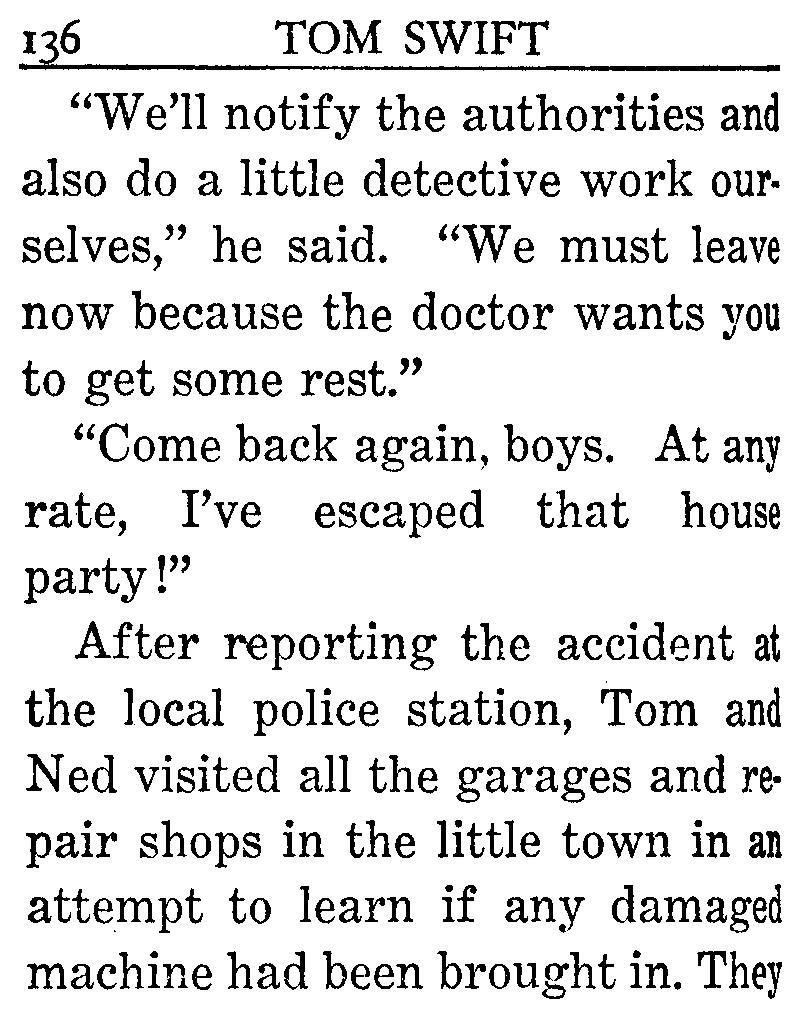 136 TOM SWIFT
“We’ll notify the authorities and
also do a little detective work our-
selves,” he said. “We must leave
now because the doctor wants you
to get some rest.”
“Come back again, boys. At any
rate, I’ve escaped that house
party!”
After reporting the accident at
the local police station, Tom and
Ned visited all the garages and re-
pair shops in the little town in an
attempt to learn if any damaged
machine had been brought in. They